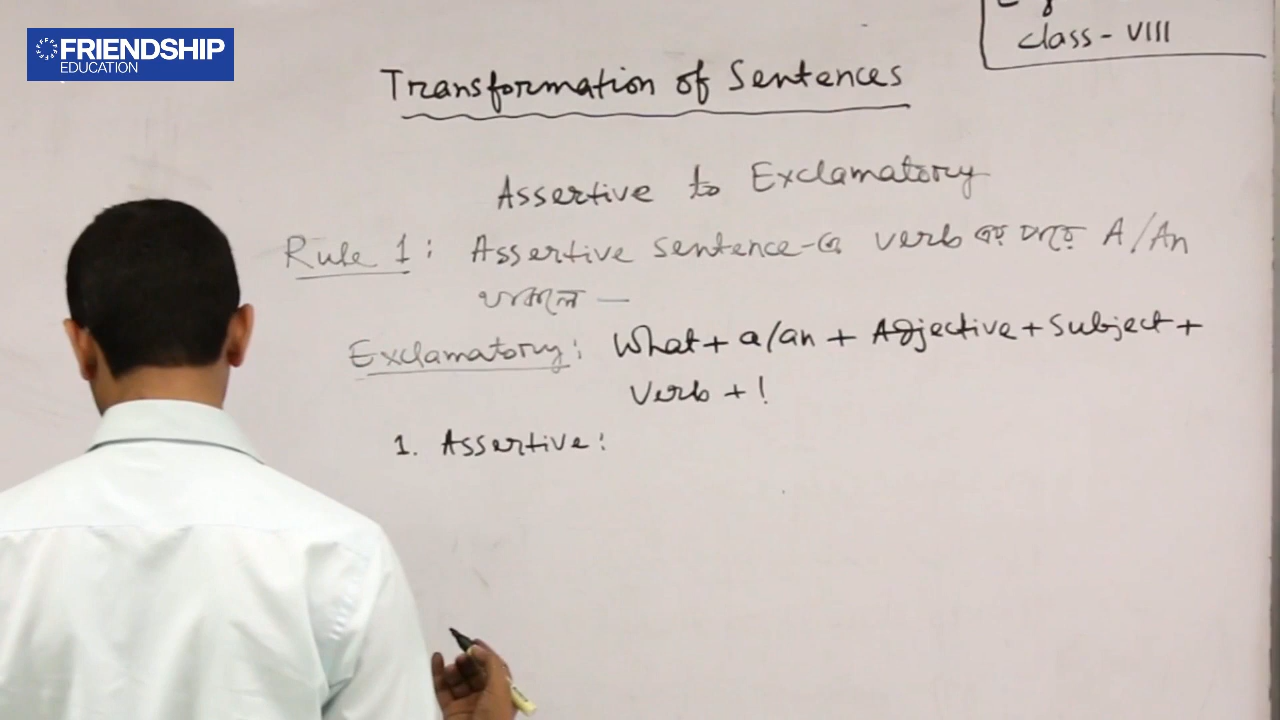 FRIENDSHIP
EDUCATION
class - VIII
Transformation of Sentences
Assertive to Exclamatory
Rule 1: Assertive sentence-এ verb এর পরে A/An
থাকলে —
Exclamatory: What + a/an + Adjective + Subject +
Verb + !
1. Assertive: